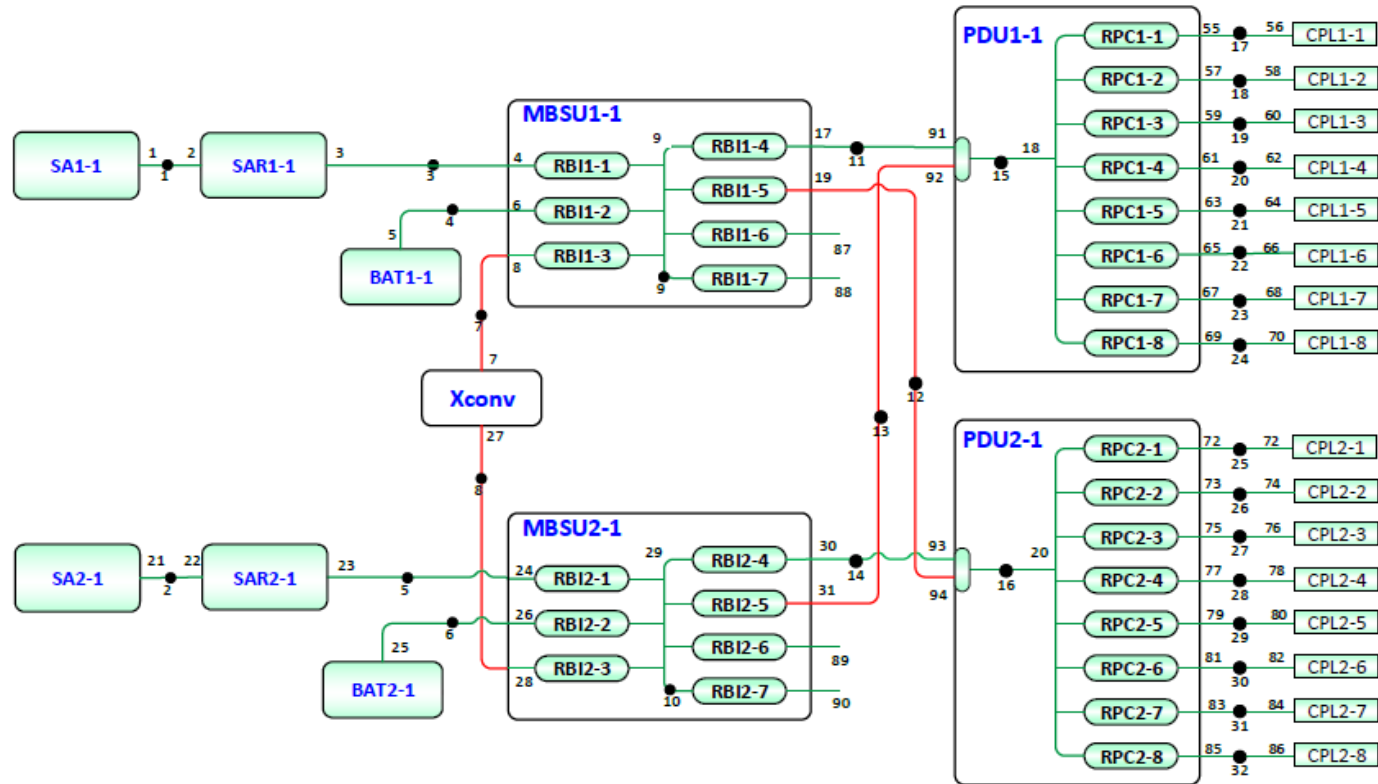 PDU1-1
RPC1-1 55 17 56 CPL1-1
RPC1-2 57 18 58 CPL1-2
RPC1-3 59 19 60 CPL1-3
RPC1-4 61 20 62 CPL1-4
RPC1-5 63 21 64 CPL1-5
RPC1-6 65 22 66 CPL1-6
RPC1-7 67 23 68 CPL1-7
RPC1-8 69 24 70 CPL1-8
91
92
15
18
MBSU1-1
SA1-1 1 1 2 SAR1-1 3 3 4 RBI1-1
BAT1-1 5 4 6 RBI1-2
8 RBI1-3
9
9
RBI1-4 17 11
RBI1-5 19
RBI1-6 87
RBI1-7 88
7
7
Xconv
27
8
12
13
PDU2-1
RPC2-1 72 25 72 CPL2-1
RPC2-2 73 26 74 CPL2-2
RPC2-3 75 27 76 CPL2-3
RPC2-4 77 28 78 CPL2-4
RPC2-5 79 29 80 CPL2-5
RPC2-6 81 30 82 CPL2-6
RPC2-7 83 31 84 CPL2-7
RPC2-8 85 32 86 CPL2-8
93
94
16
20
MBSU2-1
SA2-1 21 2 22 SAR2-1 23 5 24 RBI2-1
BAT2-1 25 6 26 RBI2-2
28 RBI2-3
29
10
RBI2-4 30 14
RBI2-5 31
RBI2-6 89
RBI2-7 90